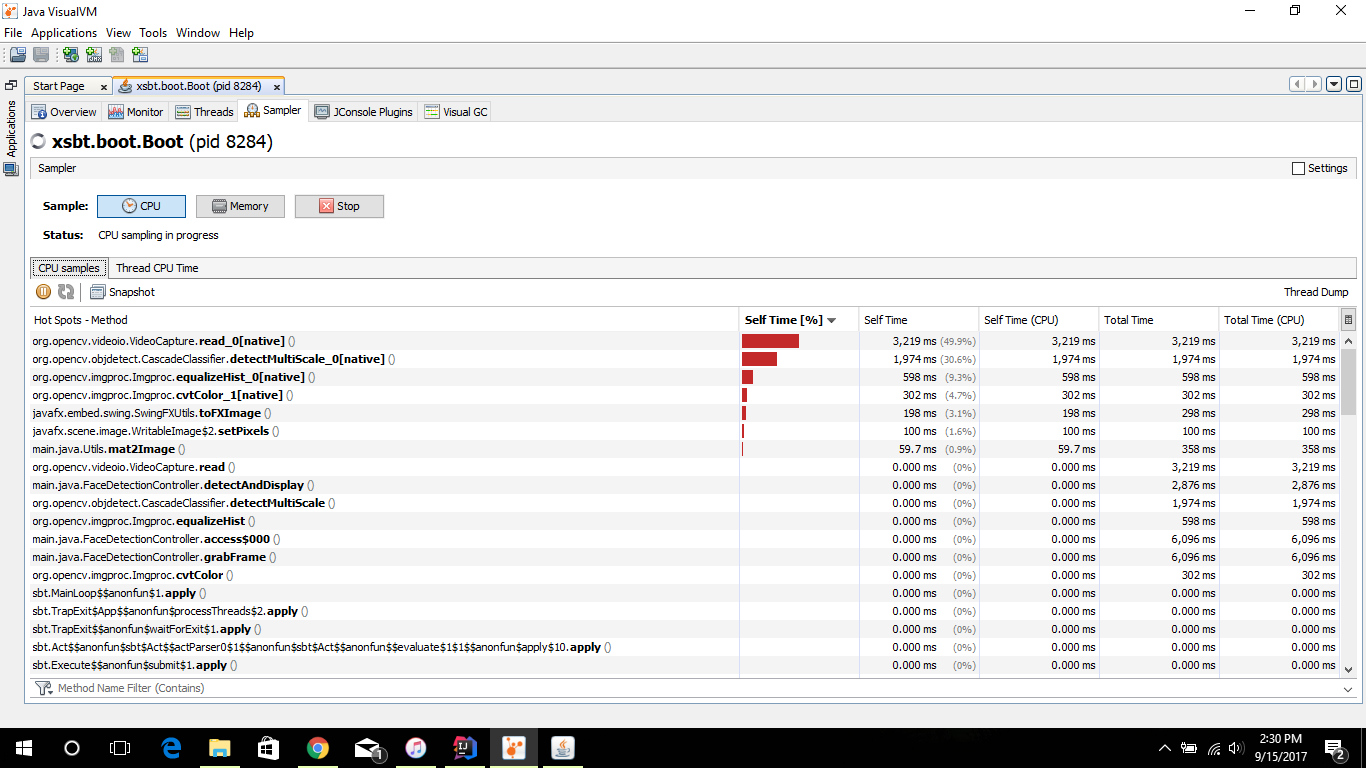 Java VisualVM
File Applications View Tools Window Help
Start Page × xsbt.boot.Boot (pid 8284) ×
Applications
Overview Monitor Threads Sampler JConsole Plugins Visual GC
xsbt.boot.Boot (pid 8284)
Sampler Settings
Sample: CPU Memory Stop
Status: CPU sampling in progress
CPU samples Thread CPU Time
Snapshot Thread Dump
Hot Spots - Method Self Time [%] Self Time Self Time (CPU) Total Time Total Time (CPU)
org.opencv.videoio.VideoCapture.read_0[native] () 3,219 ms (49.9%) 3,219 ms 3,219 ms 3,219 ms
org.opencv.objdetect.CascadeClassifier.detectMultiScale_0[native] () 1,974 ms (30.6%) 1,974 ms 1,974 ms 1,974 ms
org.opencv.imgproc.Imgproc.equalizeHist_0[native] () 598 ms (9.3%) 598 ms 598 ms 598 ms
org.opencv.imgproc.Imgproc.cvtColor_1[native] () 302 ms (4.7%) 302 ms 302 ms 302 ms
javafx.embed.swing.SwingFXUtils.toFXImage () 198 ms (3.1%) 198 ms 298 ms 298 ms
javafx.scene.image.WritableImage$2.setPixels () 100 ms (1.6%) 100 ms 100 ms 100 ms
main.java.Utils.mat2Image () 59.7 ms (0.9%) 59.7 ms 358 ms 358 ms
org.opencv.videoio.VideoCapture.read () 0.000 ms (0%) 0.000 ms 3,219 ms 3,219 ms
main.java.FaceDetectionController.detectAndDisplay () 0.000 ms (0%) 0.000 ms 2,876 ms 2,876 ms
org.opencv.objdetect.CascadeClassifier.detectMultiScale () 0.000 ms (0%) 0.000 ms 1,974 ms 1,974 ms
org.opencv.imgproc.Imgproc.equalizeHist () 0.000 ms (0%) 0.000 ms 598 ms 598 ms
main.java.FaceDetectionController.access$000 () 0.000 ms (0%) 0.000 ms 6,096 ms 6,096 ms
main.java.FaceDetectionController.grabFrame () 0.000 ms (0%) 0.000 ms 6,096 ms 6,096 ms
org.opencv.imgproc.Imgproc.cvtColor () 0.000 ms (0%) 0.000 ms 302 ms 302 ms
sbt.MainLoop$$anonfun$1.apply () 0.000 ms (0%) 0.000 ms 0.000 ms 0.000 ms
sbt.TrapExit$App$$anonfun$processThreads$2.apply () 0.000 ms (0%) 0.000 ms 0.000 ms 0.000 ms
sbt.TrapExit$$anonfun$waitForExit$1.apply () 0.000 ms (0%) 0.000 ms 0.000 ms 0.000 ms
sbt.Act$$anonfun$sbt$Act$$actParser0$1$$anonfun$sbt$Act$$anonfun$$evaluate$1$1$$anonfun$apply$10.apply () 0.000 ms (0%) 0.000 ms 0.000 ms 0.000 ms
sbt.Execute$$anonfun$submit$1.apply () 0.000 ms (0%) 0.000 ms 0.000 ms 0.000 ms
Method Name Filter (Contains)
1
2:30 PM
9/15/2017
2